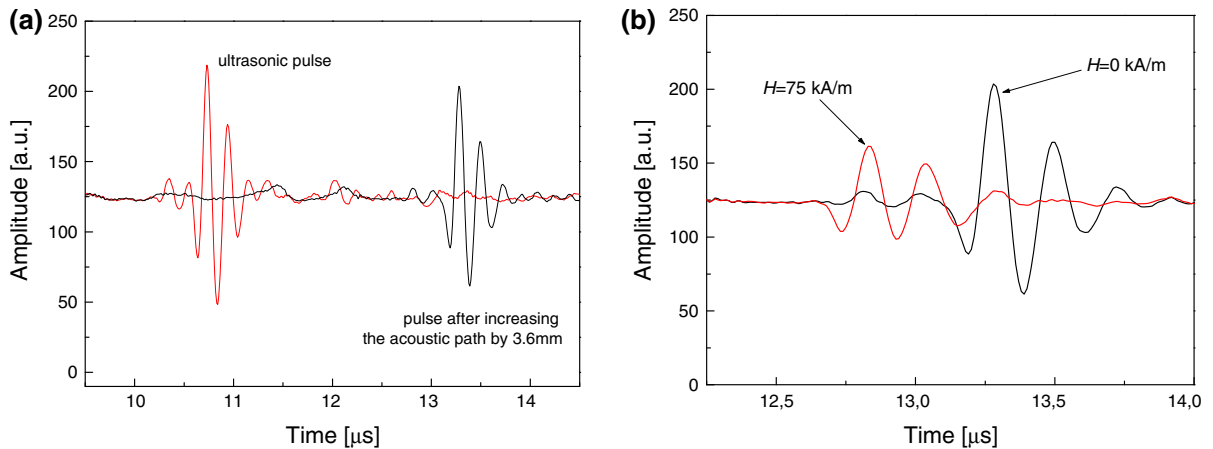 (a)
250
200
150
100
50
0
Amplitude [a.u.]
ultrasonic pulse
pulse after increasing
the acoustic path by 3.6mm
10 11 12 13 14
Time [μs]
(b)
250
200
150
100
50
0
Amplitude [a.u.]
H=75 kA/m
H=0 kA/m
12,5 13,0 13,5 14,0
Time [μs]